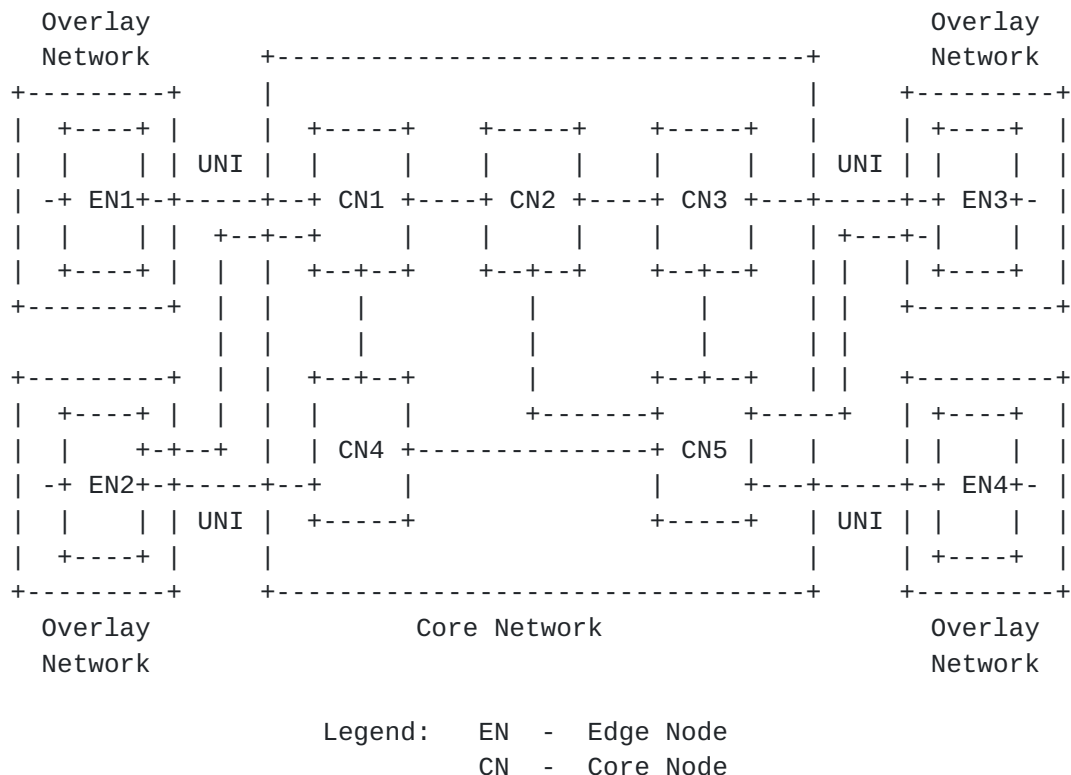 Overlay Overlay
Network Network
UNI UNI
EN1 CN1 CN2 CN3 EN3
CN4 CN5
EN2 EN4
UNI UNI
Overlay Core Network Overlay
Network Network
Legend: EN - Edge Node
CN - Core Node